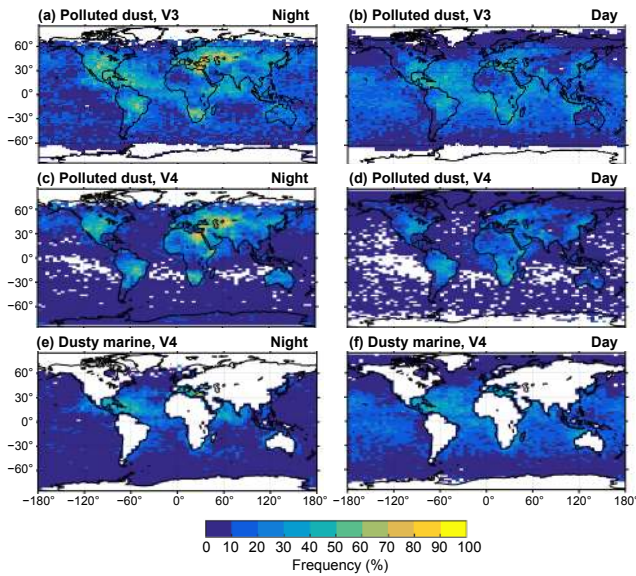 (a) Polluted dust, V3 Night
(b) Polluted dust, V3 Day
60°
30°
0°
−30°
−60°
(c) Polluted dust, V4 Night
(d) Polluted dust, V4 Day
60°
30°
0°
−30°
−60°
(e) Dusty marine, V4 Night
(f) Dusty marine, V4 Day
60°
30°
0°
−30°
−60°
−180° −120° −60° 0° 60° 120° 180°
−180° −120° −60° 0° 60° 120° 180°
0 10 20 30 40 50 60 70 80 90 100
Frequency (%)